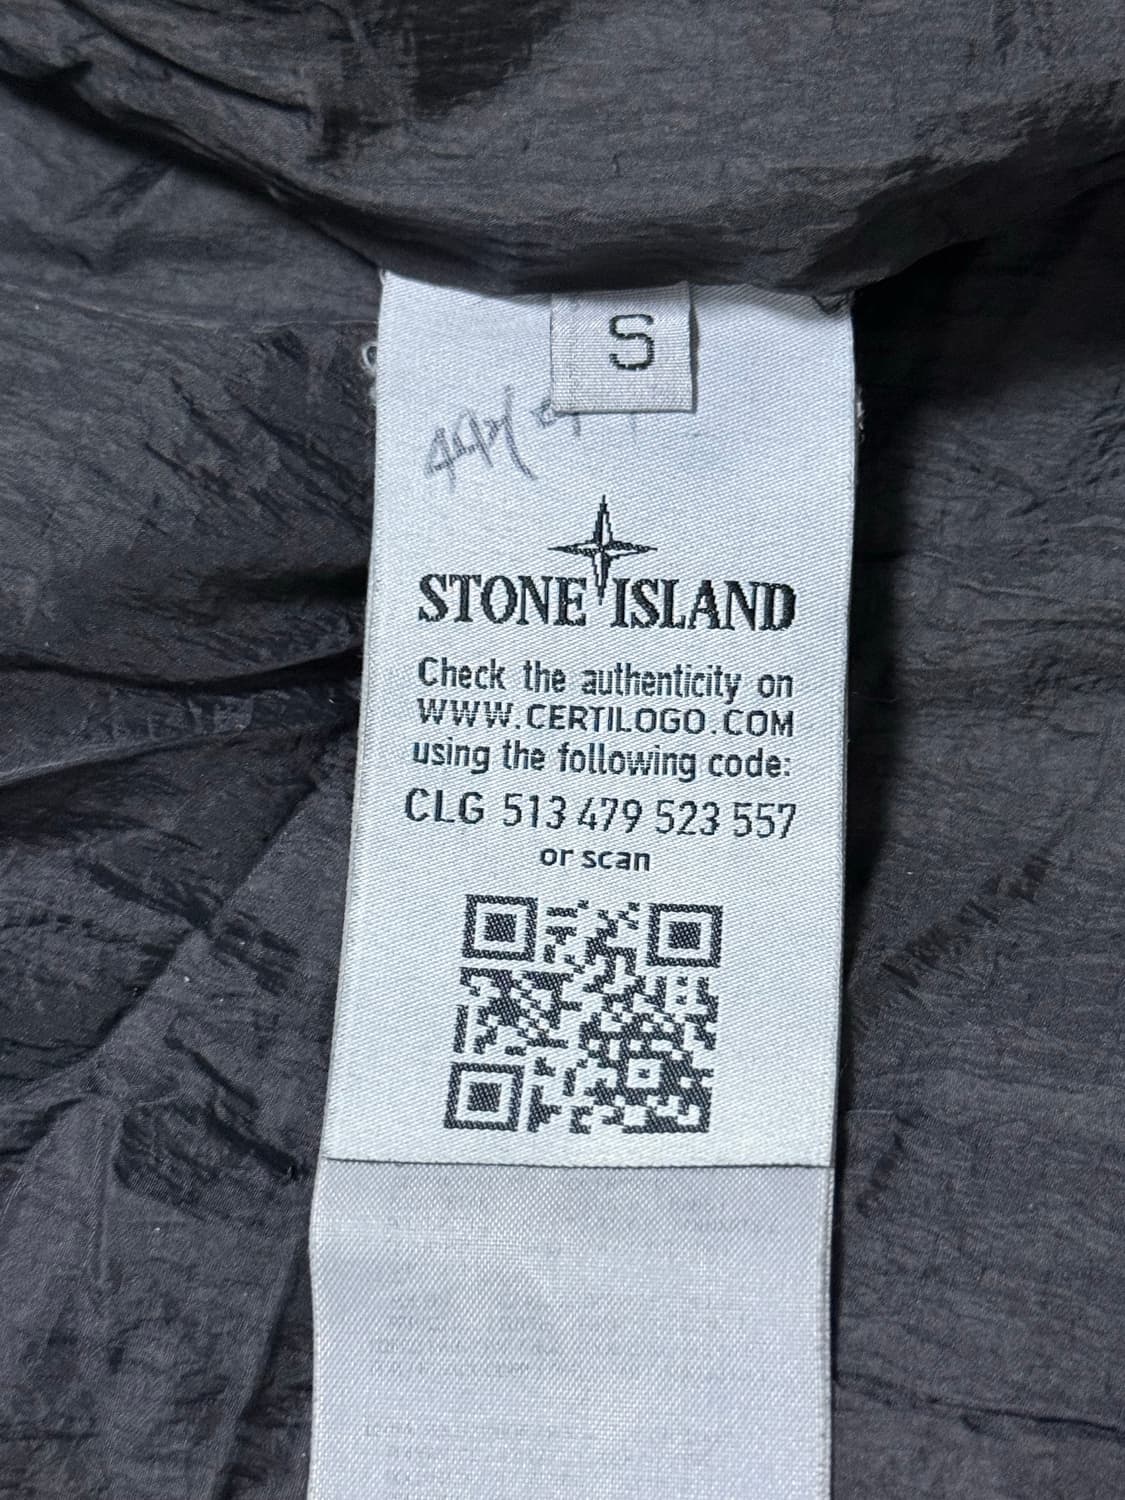 S
STONE ISLAND
Check the authenticity on
WWW.CERTILOGO.COM
using the following code:
CLG 513 479 523 557
or scan